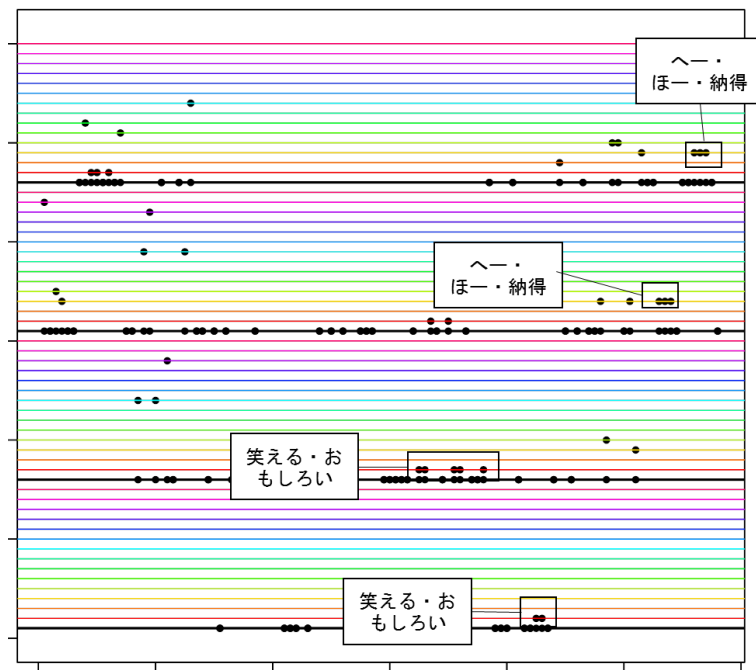 へー・
ほー・納得
へー・
ほー・納得
笑える・お
もしろい
笑える・お
もしろい